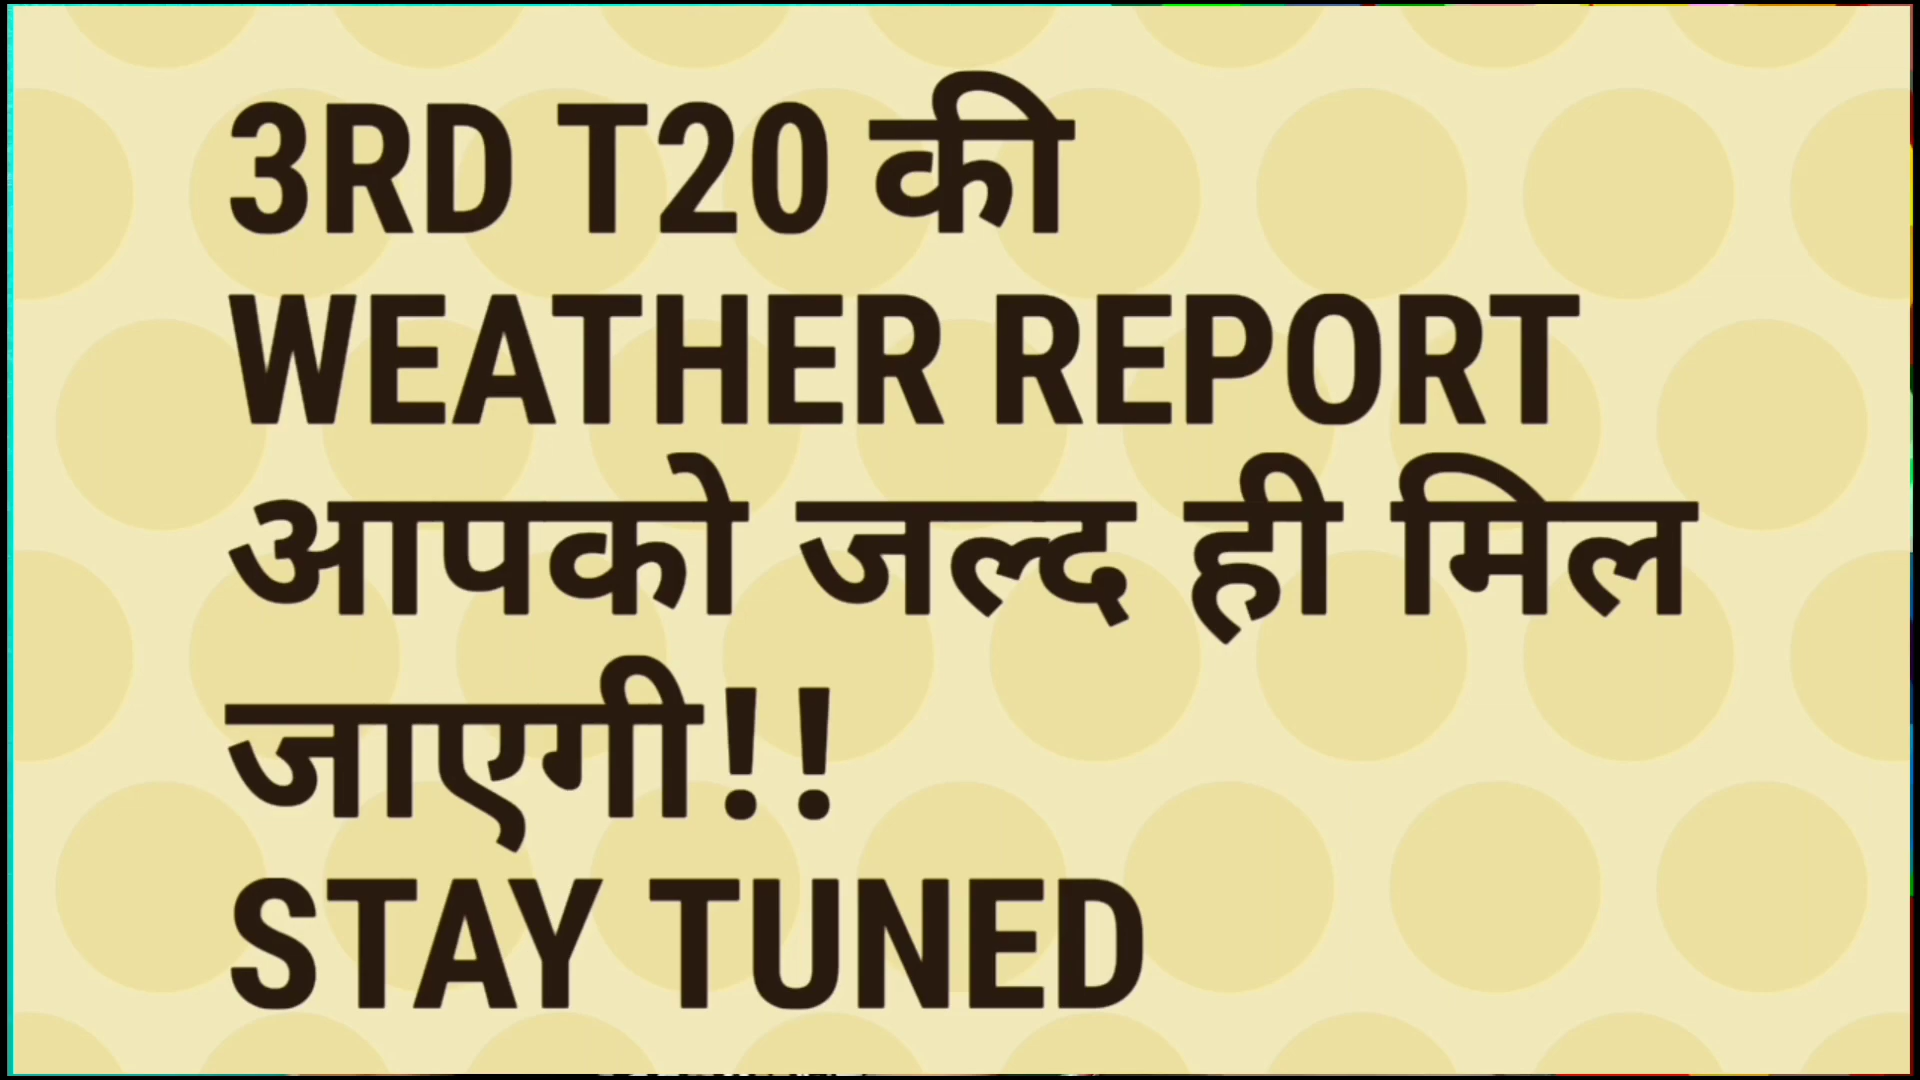 3RD T20 की
WEATHER REPORT
आपको जल्द ही मिल
जाएगी!!
STAY TUNED